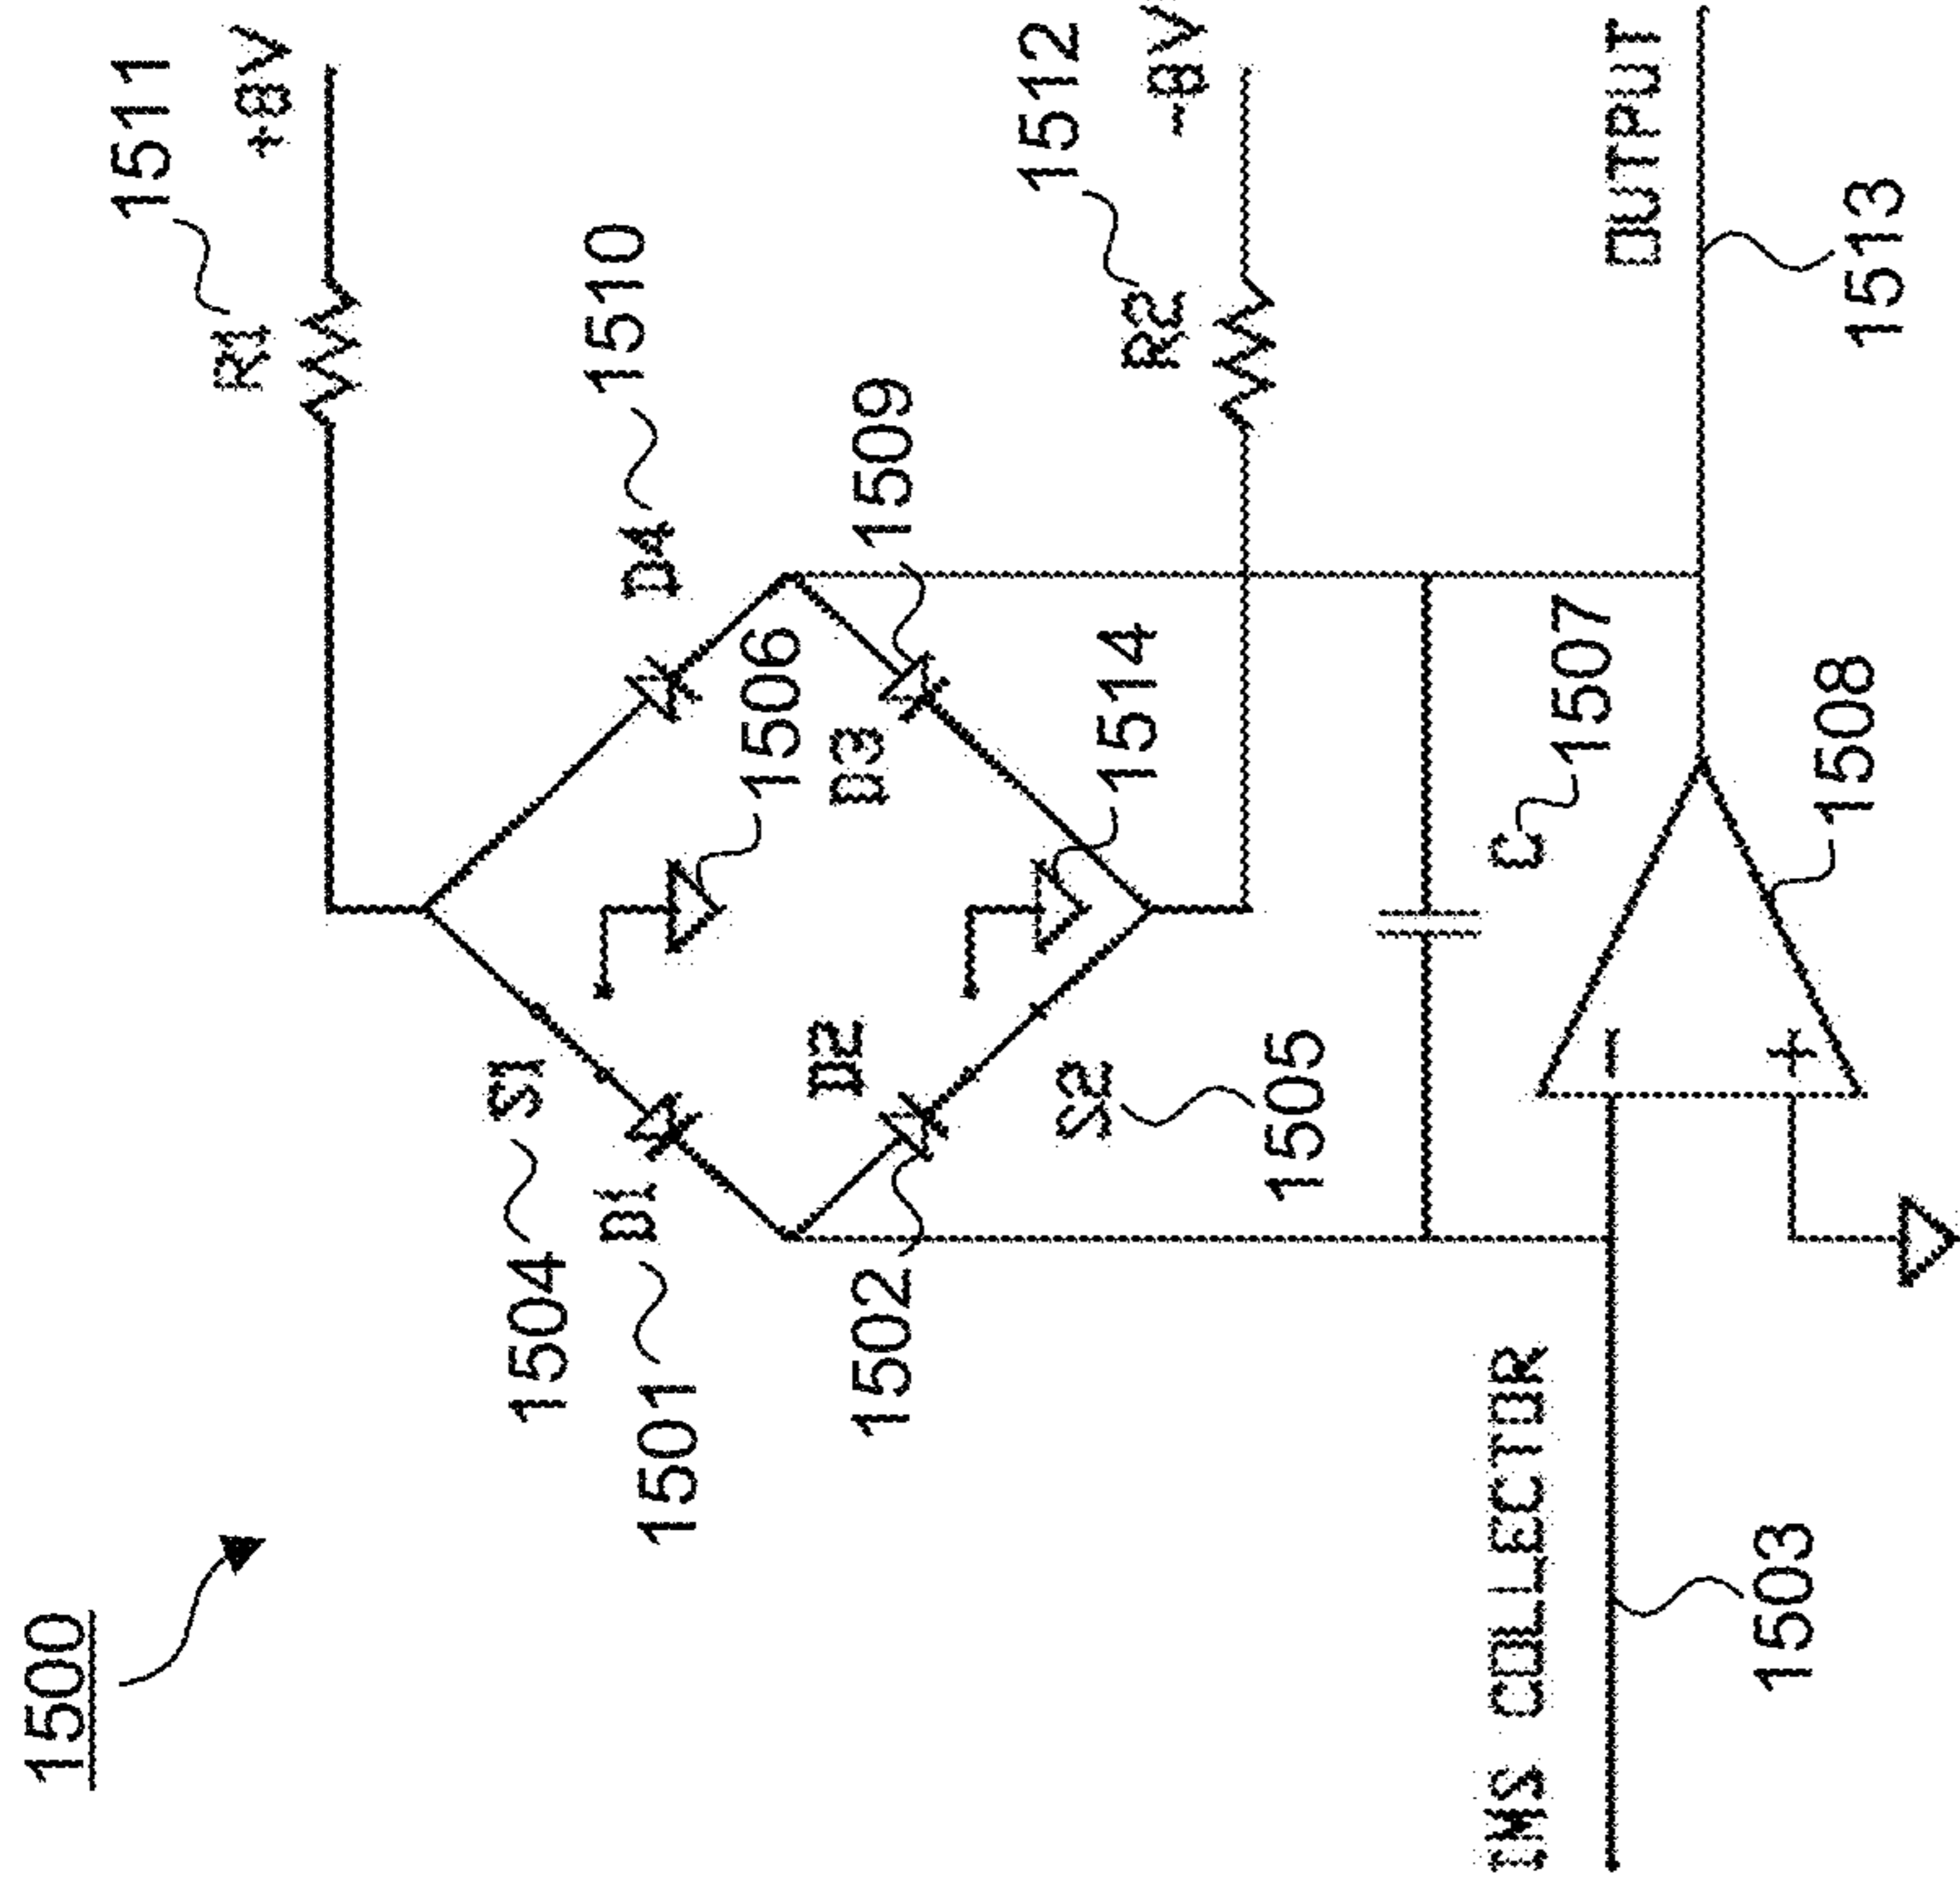 1500
1511
+8V
R1
1510
D4
1504
S1
1501
D1
1506
1509
D3
1502
D2
1514
1512
-8V
R2
S2
1505
C
1507
IMS COLLECTOR
-
+
1508
OUTPUT
1503
1513